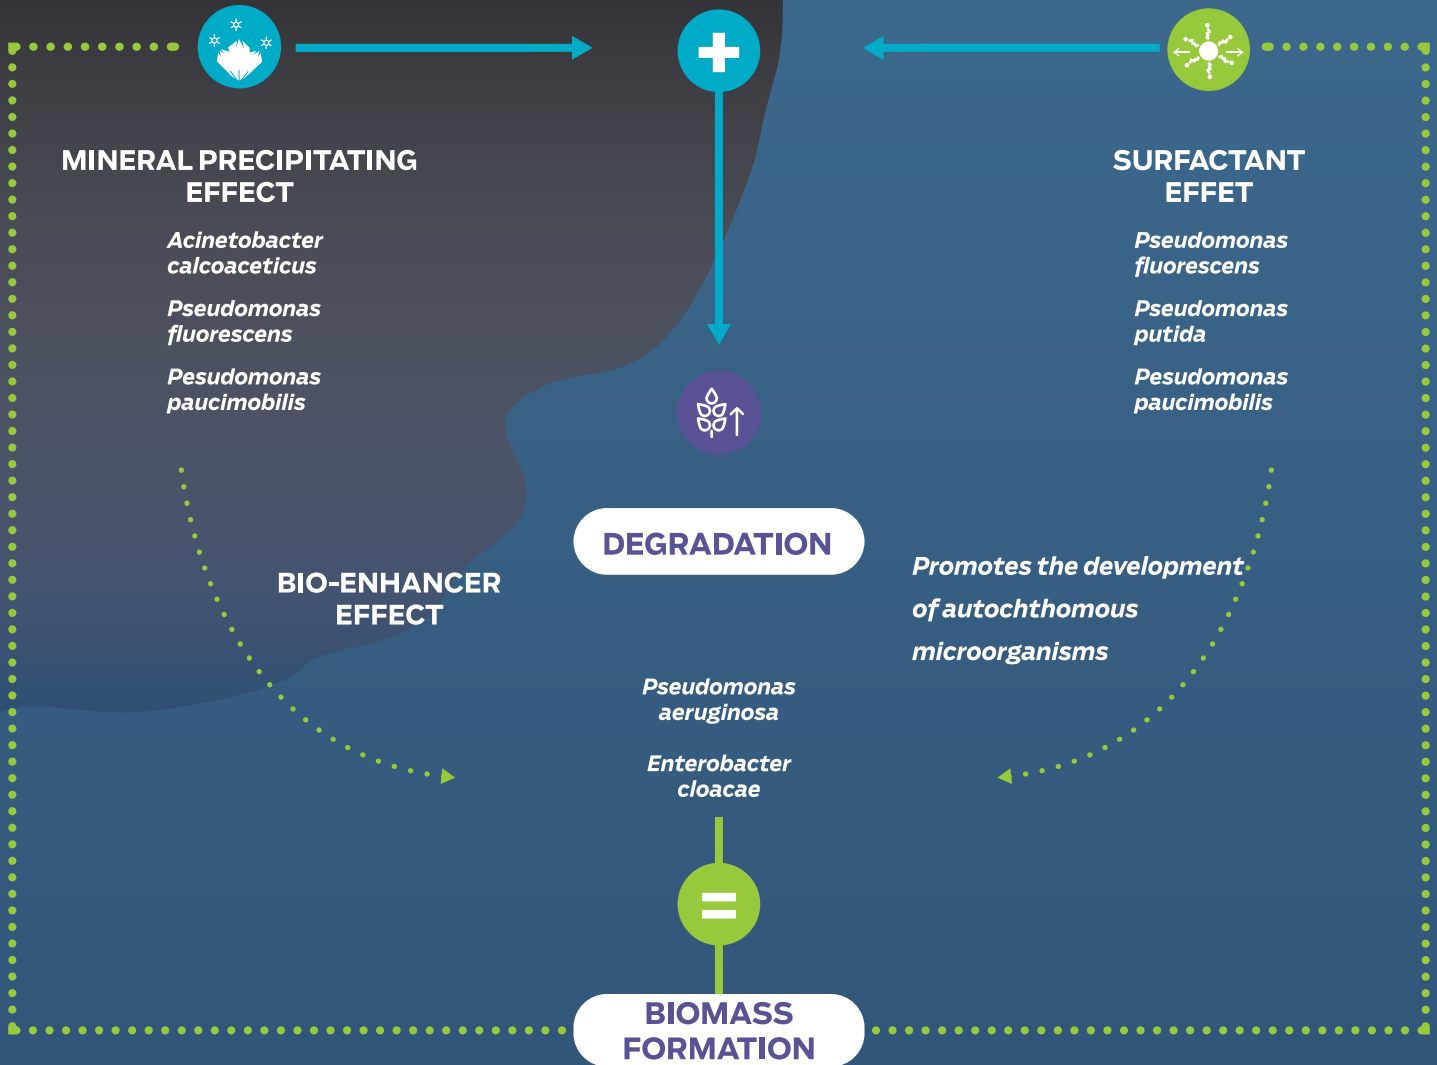 MINERAL PRECIPITATING
EFFECT
Acinetobacter
calcoaceticus
Pseudomonas
fluorescens
Pesudomonas
paucimobilis
SURFACTANT
EFFET
Pseudomonas
fluorescens
Pseudomonas
putida
Pesudomonas
paucimobilis
DEGRADATION
BIO-ENHANCER
EFFECT
Promotes the development
of autochthomous
microorganisms
Pseudomonas
aeruginosa
Enterobacter
cloacae
BIOMASS
FORMATION